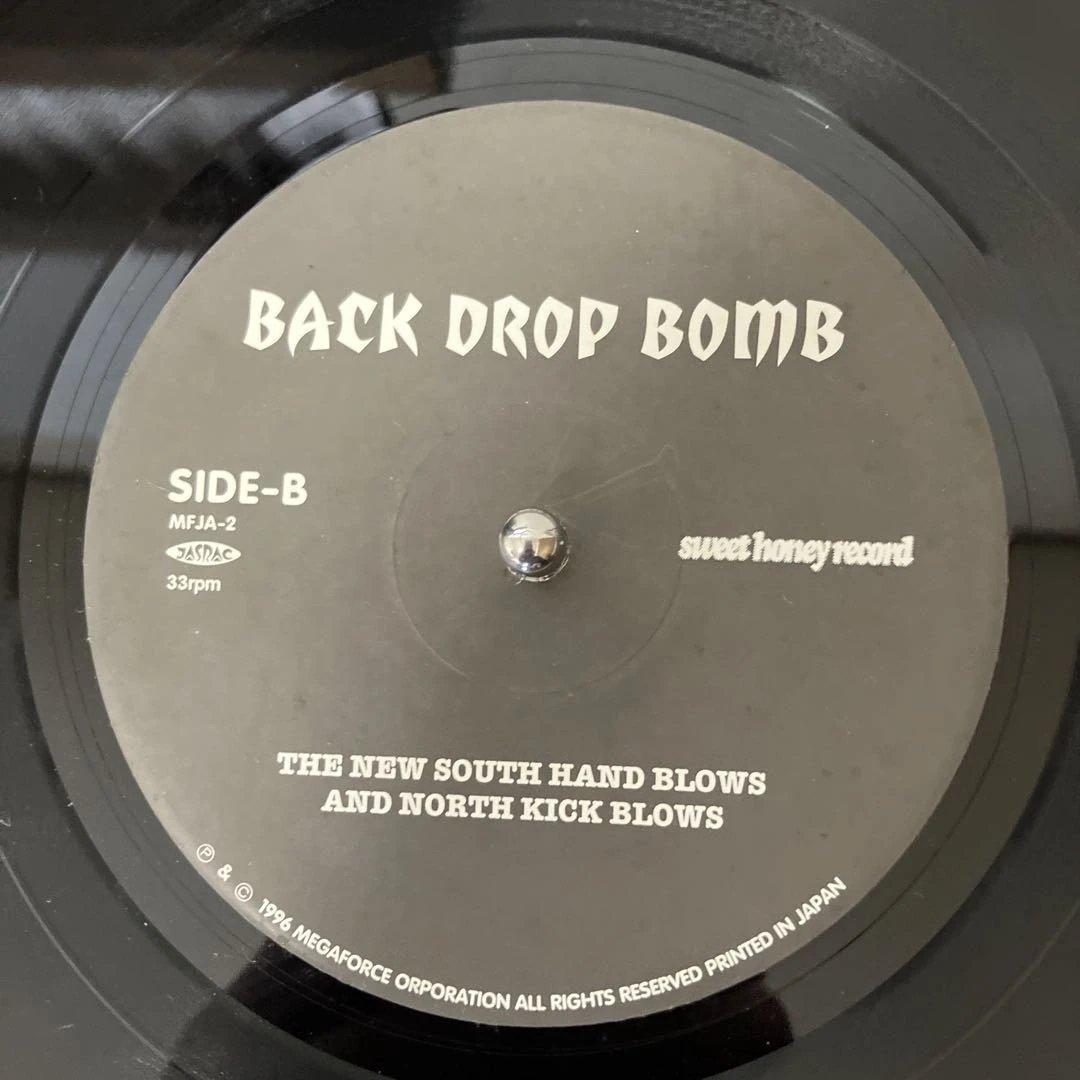 BACK DROP BOMB
SIDE-B
MFJA-2
JASRAC
33rpm
sweet honey record
THE NEW SOUTH HAND BLOWS
AND NORTH KICK BLOWS
Ⓟ & © 1996 MEGAFORCE ORPORATION ALL RIGHTS RESERVED PRINTED IN JAPAN